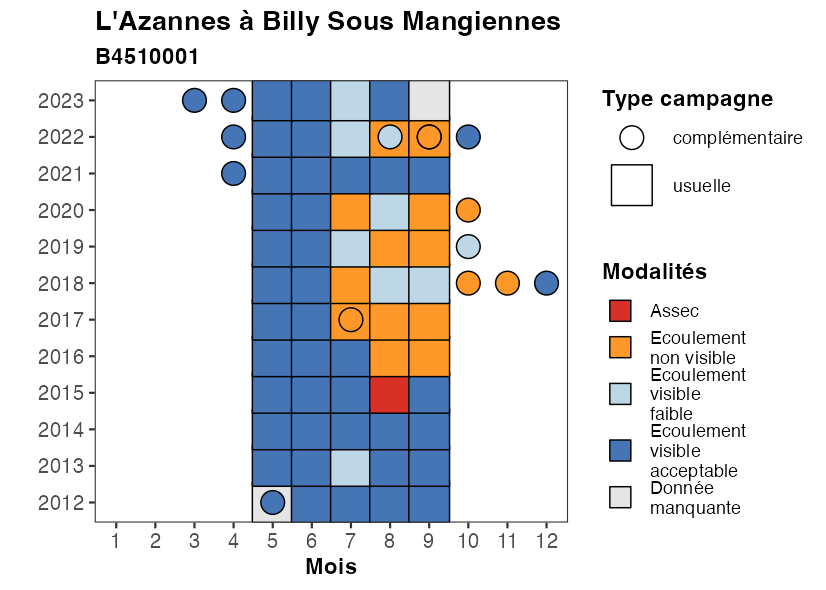 L'Azannes à Billy Sous Mangiennes
B4510001
2023
2022
2021
2020
2019
2018
2017
2016
2015
2014
2013
2012
1 2 3 4 5 6 7 8 9 10 11 12
Mois
Type campagne
complémentaire
usuelle
Modalités
Assec
Ecoulement
non visible
Ecoulement
visible
faible
Ecoulement
visible
acceptable
Donnée
manquante